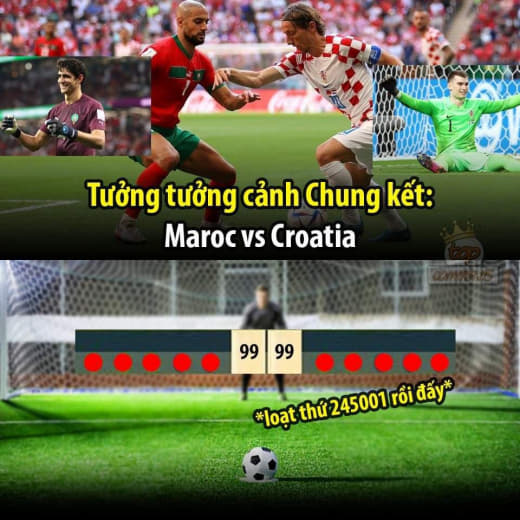 Tưởng tưởng cảnh Chung kết:
Maroc vs Croatia
99 99
*loạt thứ 245001 rồi đấy*